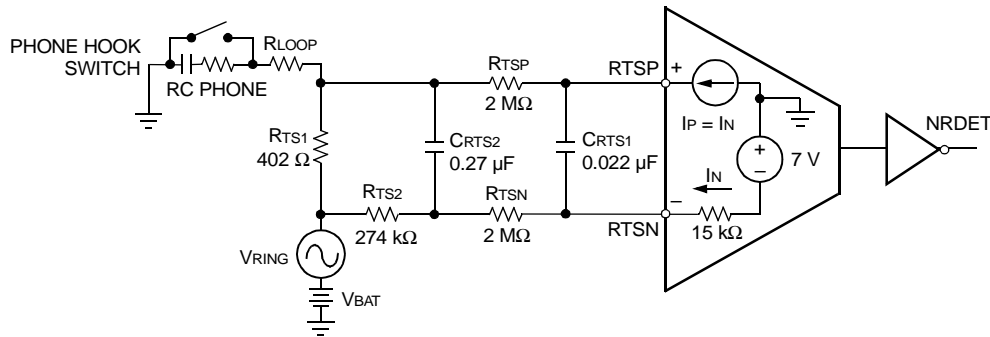 PHONE HOOK
SWITCH
RC PHONE
RLOOP
RTS1
402 Ω
RTS2
274 kΩ
VRING
VBAT
CRTS2
0.27 µF
RTSP
2 MΩ
RTSN
2 MΩ
CRTS1
0.022 µF
RTSP
+
IP = IN
+
−
7 V
IN
−
RTSN
15 kΩ
NRDET